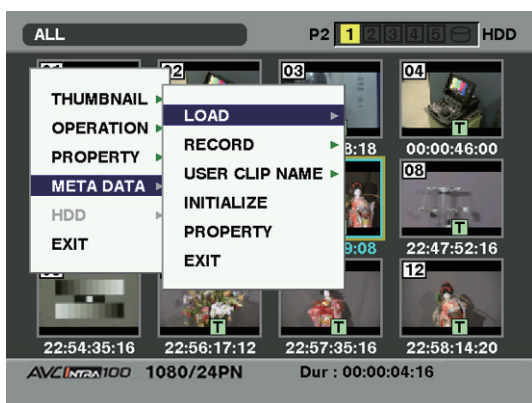 ALL P2 1 2 3 4 5 HDD
02 03 04
THUMBNAIL
OPERATION
PROPERTY
META DATA
HDD
EXIT
LOAD
RECORD
USER CLIP NAME
INITIALIZE
PROPERTY
EXIT
8:18 00:00:46:00
08
9:08 22:47:52:16
12
T T T T T
22:54:35:16 22:56:17:12 22:57:35:16 22:58:14:20
AVC INTRA 100 1080/24PN Dur : 00:00:04:16